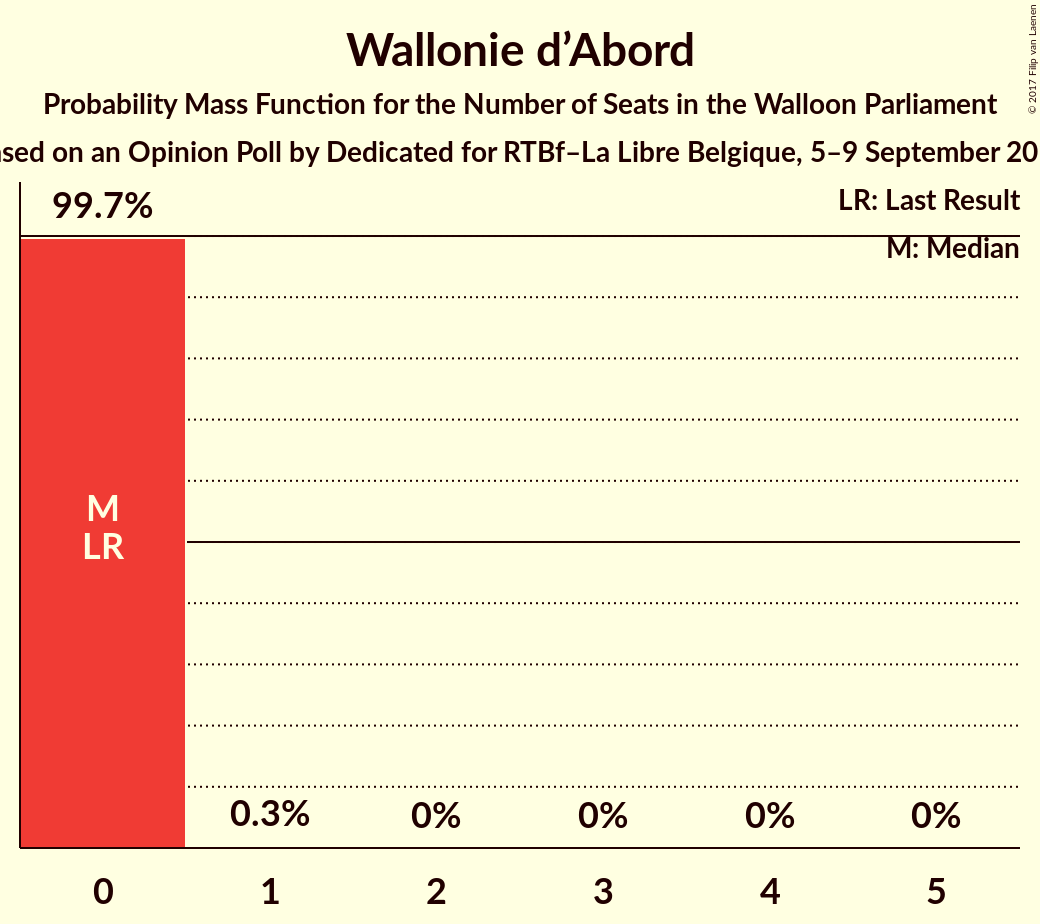 Wallonie d’Abord
Probability Mass Function for the Number of Seats in the Walloon Parliament
on an Opinion Poll by Dedicated for RTBf–La Libre Belgique, 5–9 September
© 2017 Filip van Laenen
99.7%
LR: Last Result
M: Median
M
LR
0.3%
0%
0%
0%
0%
0
1
2
3
4
5